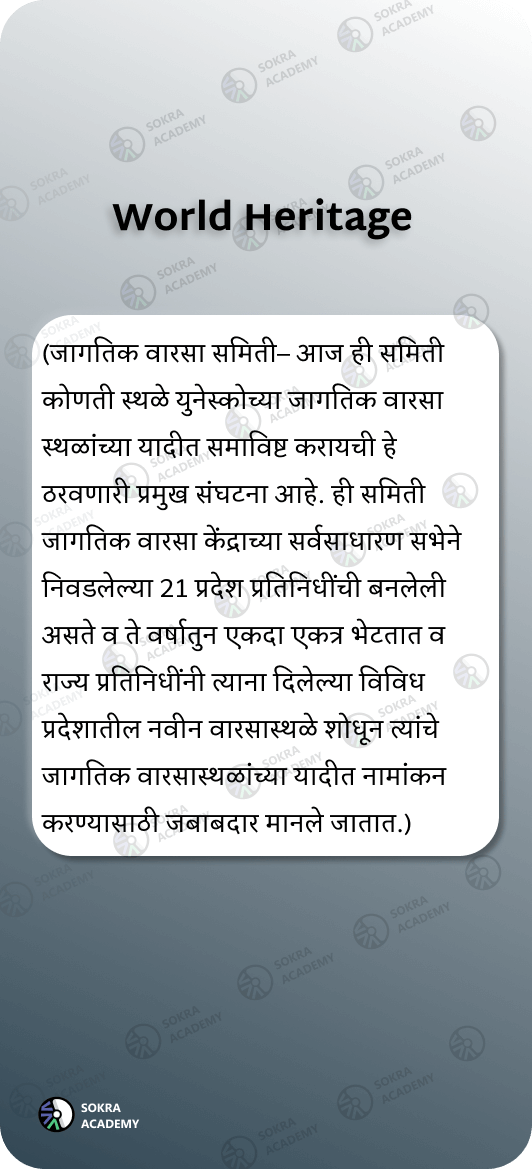 World Heritage
(जागतिक वारसा समिती– आज ही समिती
कोणती स्थळे युनेस्कोच्या जागतिक वारसा
स्थळांच्या यादीत समाविष्ट करायची हे
ठरवणारी प्रमुख संघटना आहे. ही समिती
जागतिक वारसा केंद्राच्या सर्वसाधारण सभेने
निवडलेल्या 21 प्रदेश प्रतिनिधींची बनलेली
असते व ते वर्षातुन एकदा एकत्र भेटतात व
राज्य प्रतिनिधींनी त्याना दिलेल्या विविध
प्रदेशातील नवीन वारसास्थळे शोधून त्यांचे
जागतिक वारसास्थळांच्या यादीत नामांकन
करण्यासाठी जबाबदार मानले जातात.)
SOKRA
ACADEMY